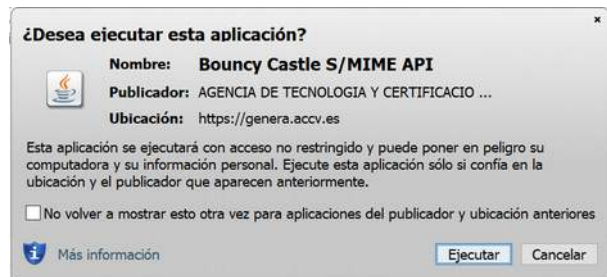 ¿Desea ejecutar esta aplicación?
Nombre: Bouncy Castle S/MIME API
Publicador: AGENCIA DE TECNOLOGIA Y CERTIFICACIO ...
Ubicación: https://genera.accv.es
Esta aplicación se ejecutará con acceso no restringido y puede poner en peligro su
computadora y su información personal. Ejecute esta aplicación sólo si confía en la
ubicación y el publicador que aparecen anteriormente.
No volver a mostrar esto otra vez para aplicaciones del publicador y ubicación anteriores
Más información
Ejecutar Cancelar